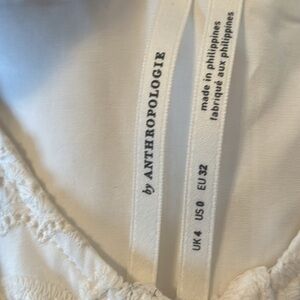 by ANTHROPOLOGIE
made in philippines
fabriqué aux philippines
UK 4 US 0 EU 32